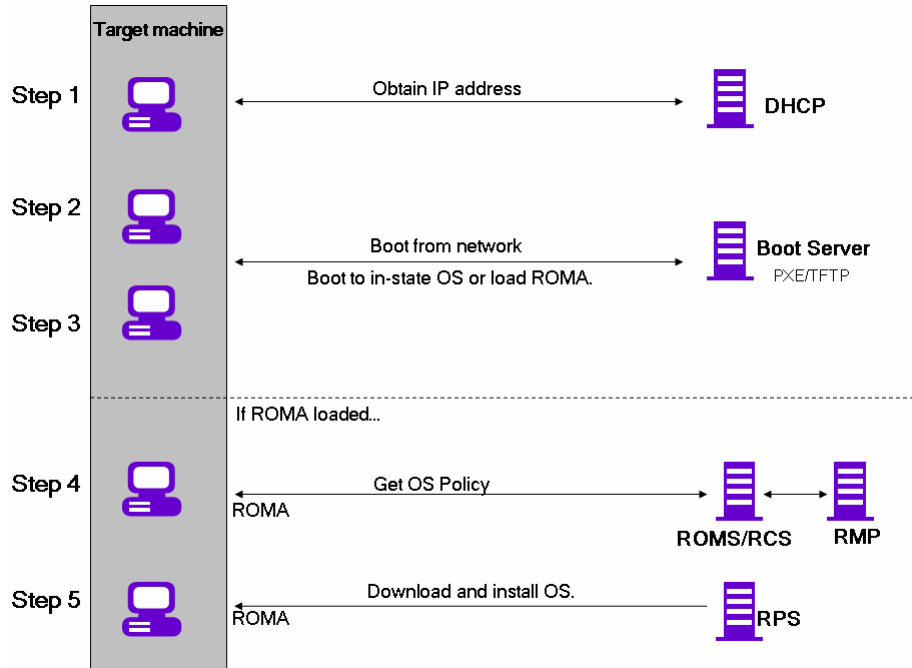 Target machine
Step 1
Obtain IP address
DHCP
Step 2
Boot from network
Boot Server
Boot to in-state OS or load ROMA.
PXE/TFTP
Step 3
If ROMA loaded...
Step 4
Get OS Policy
ROMA
ROMS/RCS
RMP
Step 5
Download and install OS.
ROMA
RPS